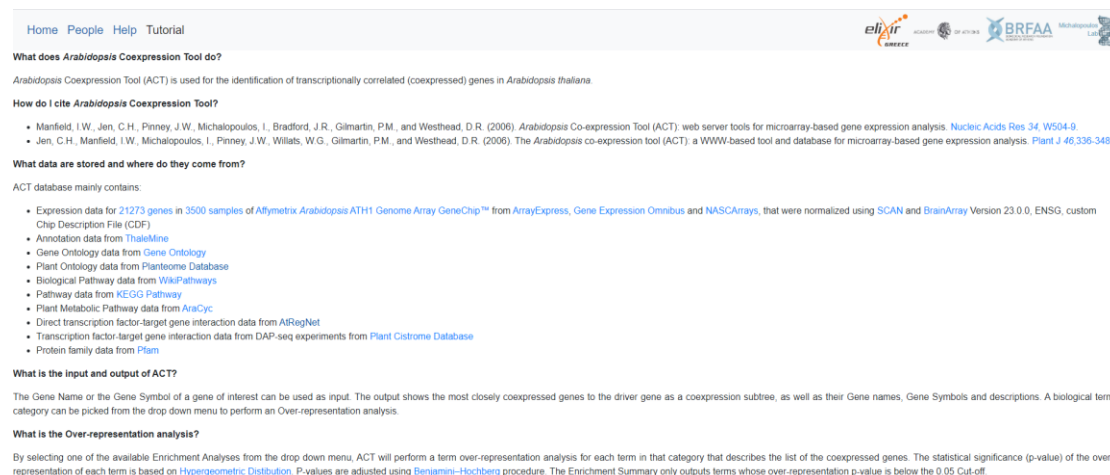 Home People Help Tutorial
elixir
GREECE
ACADEMY OF ATHENS
BRFAA
Michalopoulos
Lab
What does Arabidopsis Coexpression Tool do?
Arabidopsis Coexpression Tool (ACT) is used for the identification of transcriptionally correlated (coexpressed) genes in Arabidopsis thaliana.
How do I cite Arabidopsis Coexpression Tool?
• Manfield, I.W., Jen, C.H., Pinney, J.W., Michalopoulos, I., Bradford, J.R., Gilmartin, P.M., and Westhead, D.R. (2006). Arabidopsis Co-expression Tool (ACT): web server tools for microarray-based gene expression analysis. Nucleic Acids Res 34, W504-9.
• Jen, C.H., Manfield, I.W., Michalopoulos, I., Pinney, J.W., Willats, W.G., Gilmartin, P.M., and Westhead, D.R. (2006). The Arabidopsis co-expression tool (ACT): a WWW-based tool and database for microarray-based gene expression analysis. Plant J 46,336-348
What data are stored and where do they come from?
ACT database mainly contains:
• Expression data for 21273 genes in 3500 samples of Affymetrix Arabidopsis ATH1 Genome Array GeneChip™ from ArrayExpress, Gene Expression Omnibus and NASCArrays, that were normalized using SCAN and BrainArray Version 23.0.0, ENSG, custom
Chip Description File (CDF)
• Annotation data from ThaleMine
• Gene Ontology data from Gene Ontology
• Plant Ontology data from Planteome Database
• Biological Pathway data from WikiPathways
• Pathway data from KEGG Pathway
• Plant Metabolic Pathway data from AraCyc
• Direct transcription factor-target gene interaction data from AtRegNet
• Transcription factor-target gene interaction data from DAP-seq experiments from Plant Cistrome Database
• Protein family data from Pfam
What is the input and output of ACT?
The Gene Name or the Gene Symbol of a gene of interest can be used as input. The output shows the most closely coexpressed genes to the driver gene as a coexpression subtree, as well as their Gene names, Gene Symbols and descriptions. A biological term
category can be picked from the drop down menu to perform an Over-representation analysis.
What is the Over-representation analysis?
By selecting one of the available Enrichment Analyses from the drop down menu, ACT will perform a term over-representation analysis for each term in that category that describes the list of the coexpressed genes. The statistical significance (p-value) of the over
representation of each term is based on Hypergeometric Distibution. P-values are adjusted using Benjamini–Hochberg procedure. The Enrichment Summary only outputs terms whose over-representation p-value is below the 0.05 Cut-off.